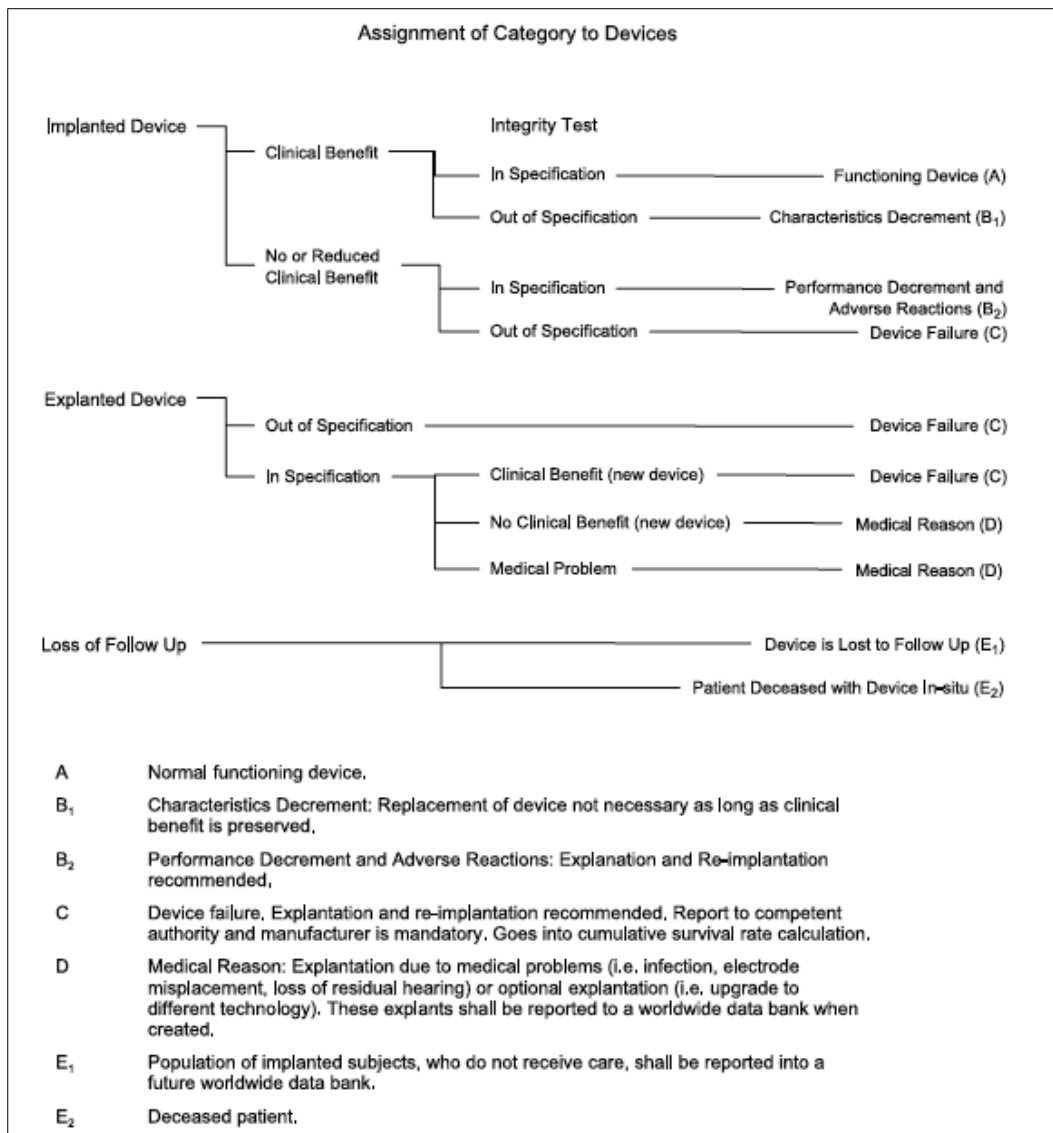 Assignment of Category to Devices
Implanted Device
Integrity Test
Clinical Benefit
In Specification
Functioning Device (A)
Out of Specification
Characteristics Decrement (B₁)
No or Reduced
Clinical Benefit
In Specification
Performance Decrement and
Adverse Reactions (B₂)
Out of Specification
Device Failure (C)
Explanted Device
Out of Specification
Device Failure (C)
In Specification
Clinical Benefit (new device)
Device Failure (C)
No Clinical Benefit (new device)
Medical Reason (D)
Medical Problem
Medical Reason (D)
Loss of Follow Up
Device is Lost to Follow Up (E₁)
Patient Deceased with Device In-situ (E₂)
A Normal functioning device.
B₁ Characteristics Decrement: Replacement of device not necessary as long as clinical
benefit is preserved.
B₂ Performance Decrement and Adverse Reactions: Explanation and Re-implantation
recommended.
C Device failure. Explantation and re-implantation recommended. Report to competent
authority and manufacturer is mandatory. Goes into cumulative survival rate calculation.
D Medical Reason: Explantation due to medical problems (i.e. infection, electrode
misplacement, loss of residual hearing) or optional explantation (i.e. upgrade to
different technology). These explants shall be reported to a worldwide data bank when
created.
E₁ Population of implanted subjects, who do not receive care, shall be reported into a
future worldwide data bank.
E₂ Deceased patient.